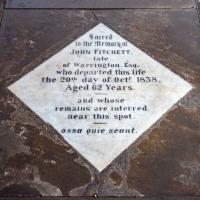 Sacred
to the Memory of
JOHN FITCHETT,
late
of Warrington, Esq.
who departed this life
the 20th day of Octr 1838,
Aged 62 Years.
and whose
remains are interred
near this spot.
ossa quie scant.